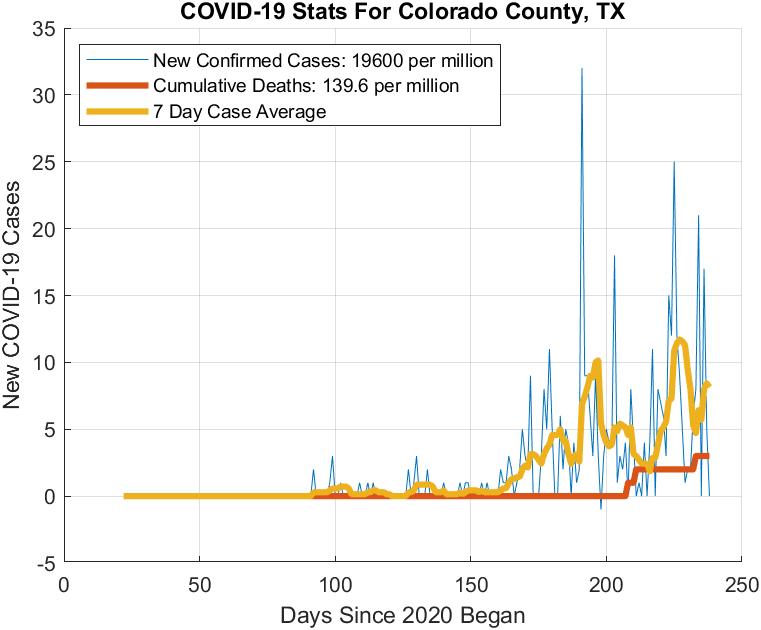 COVID-19 Stats For Colorado County, TX
New Confirmed Cases: 19600 per million
Cumulative Deaths: 139.6 per million
7 Day Case Average
New COVID-19 Cases
35
30
25
20
15
10
5
0
-5
0 50 100 150 200 250
Days Since 2020 Began